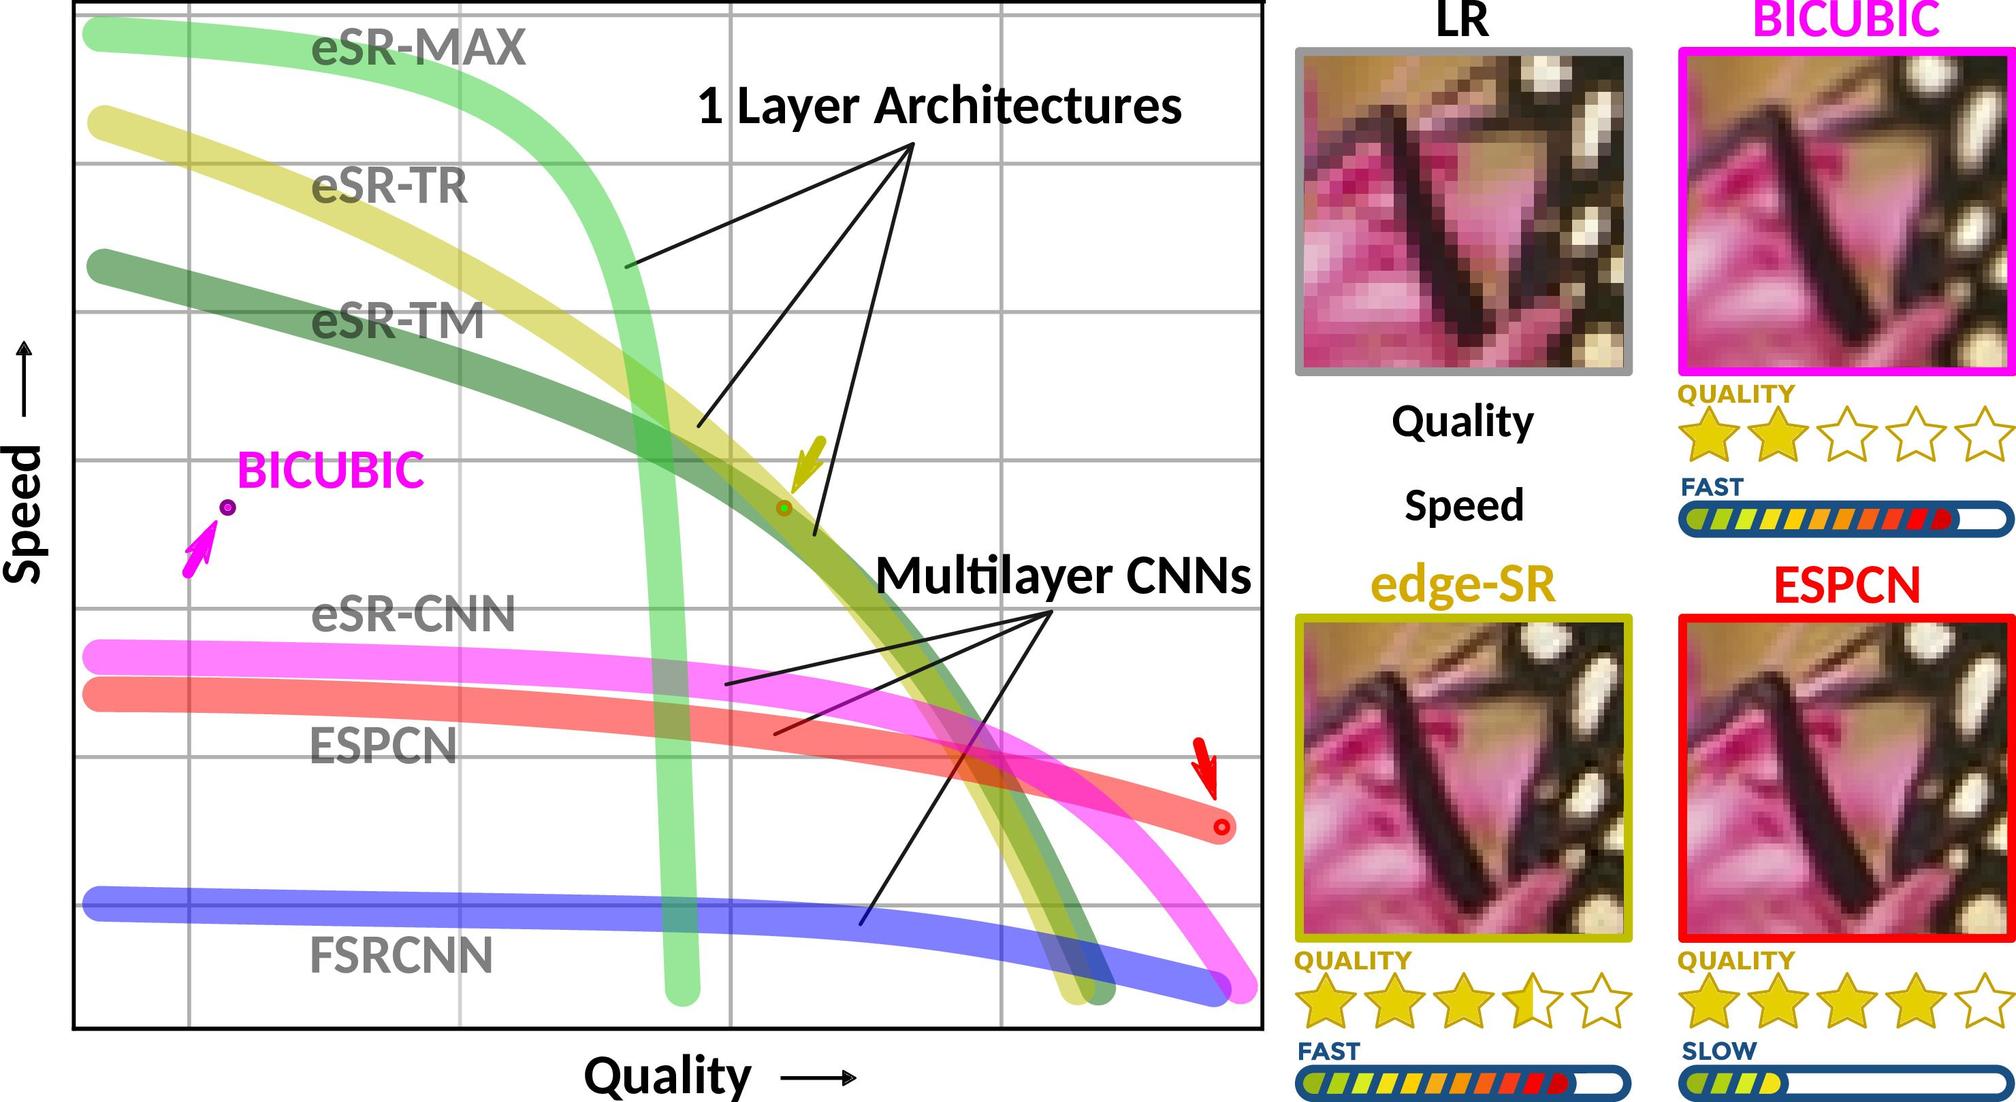 eSR-MAX
1 Layer Architectures
eSR-TR
eSR-TM
BICUBIC
Multilayer CNNs
eSR-CNN
ESPCN
FSRCNN
Speed
Quality
LR
BICUBIC
QUALITY
Quality
FAST
Speed
edge-SR
ESPCN
QUALITY
QUALITY
FAST
SLOW